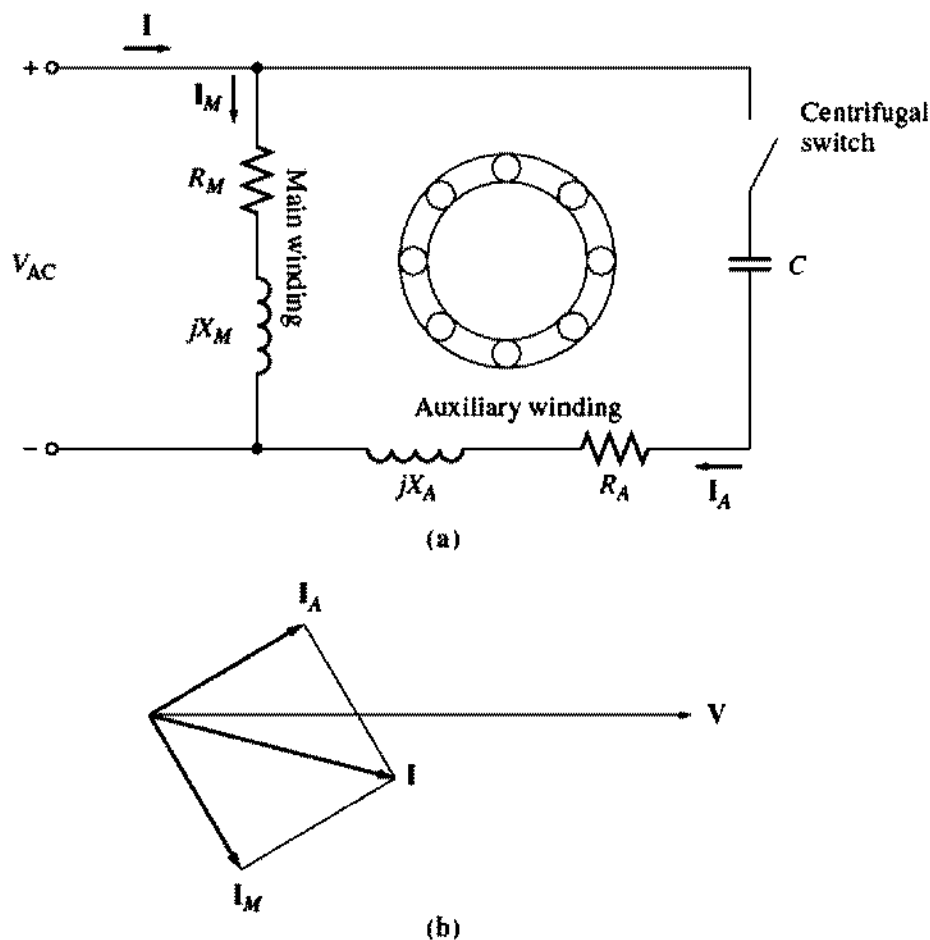 I
+
I_M
Centrifugal
switch
R_M
Main winding
V_AC
C
jX_M
Auxiliary winding
−
jX_A
R_A
I_A
(a)
I_A
V
I
I_M
(b)